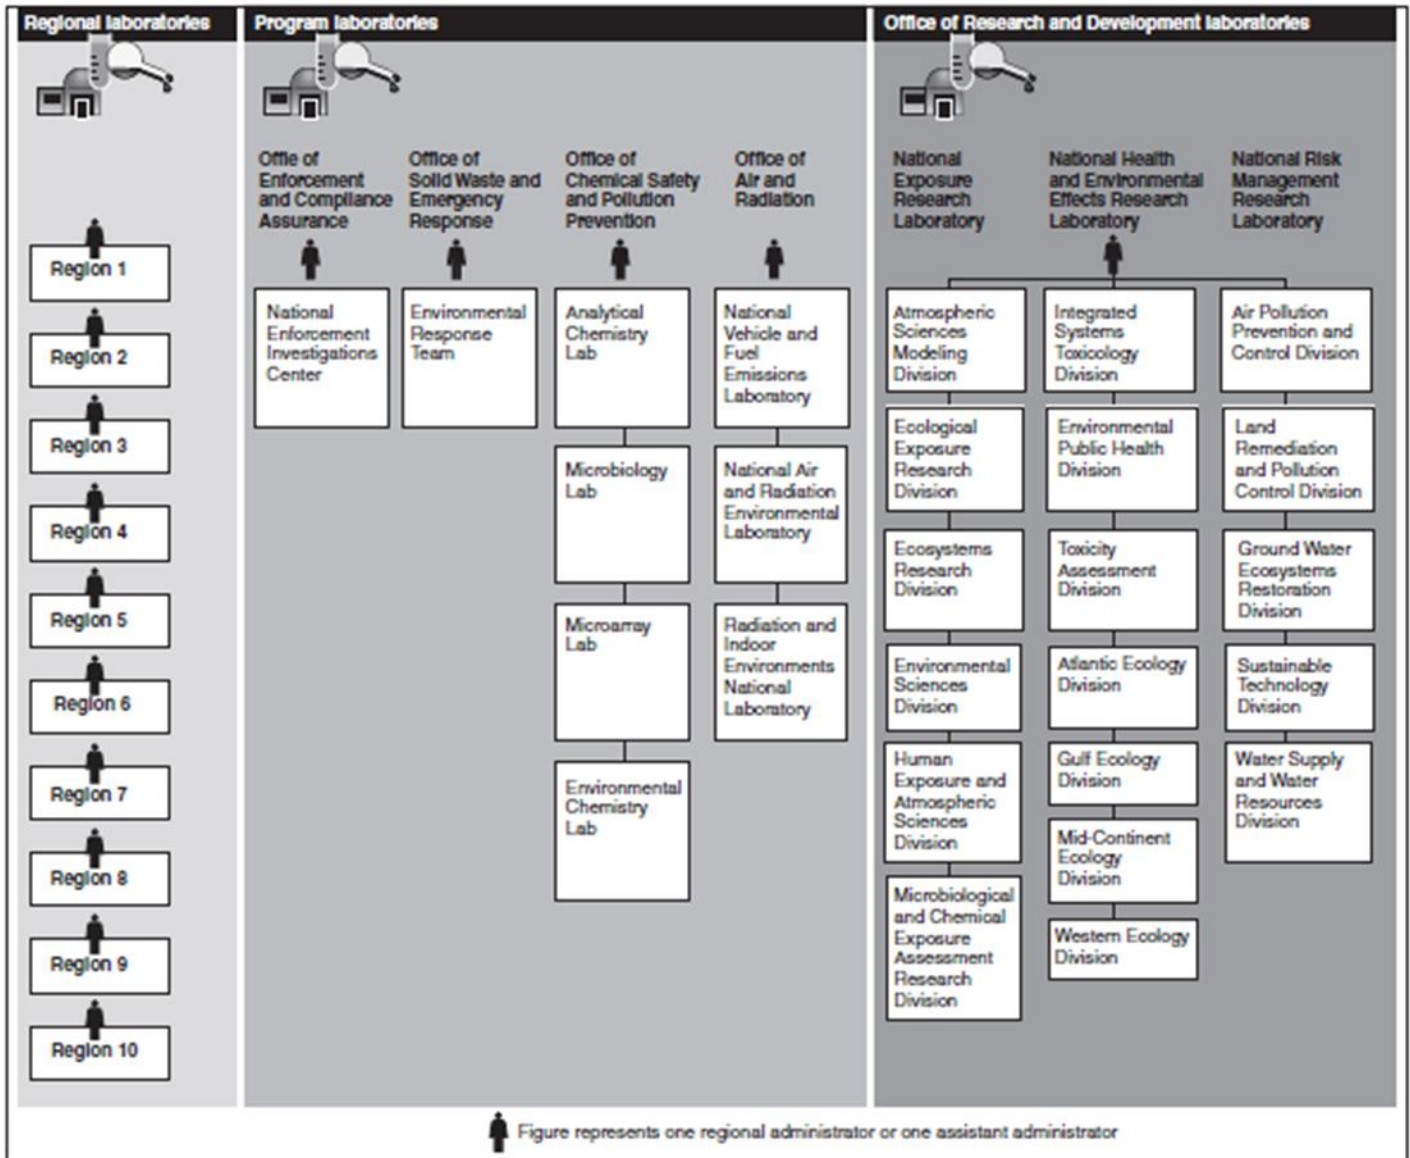 Regional laboratories
Region 1
Region 2
Region 3
Region 4
Region 5
Region 6
Region 7
Region 8
Region 9
Region 10
Program laboratories
Offie of
Enforcement
and Compliance
Assurance
National
Enforcement
Investigations
Center
Office of
Solid Waste and
Emergency
Response
Environmental
Response
Team
Office of
Chemical Safety
and Pollution
Prevention
Analytical
Chemistry
Lab
Microbiology
Lab
Microarray
Lab
Environmental
Chemistry
Lab
Office of
Air and
Radiation
National
Vehicle and
Fuel
Emissions
Laboratory
National Air
and Radiation
Environmental
Laboratory
Radiation and
Indoor
Environments
National
Laboratory
Office of Research and Development laboratories
National
Exposure
Research
Laboratory
Atmospheric
Sciences
Modeling
Division
Ecological
Exposure
Research
Division
Ecosystems
Research
Division
Environmental
Sciences
Division
Human
Exposure and
Atmospheric
Sciences
Division
Microbiological
and Chemical
Exposure
Assessment
Research
Division
National Health
and Environmental
Effects Research
Laboratory
Integrated
Systems
Toxicology
Division
Environmental
Public Health
Division
Toxicity
Assessment
Division
Atlantic Ecology
Division
Gulf Ecology
Division
Mid-Continent
Ecology
Division
Western Ecology
Division
National Risk
Management
Research
Laboratory
Air Pollution
Prevention and
Control Division
Land
Remediation
and Pollution
Control Division
Ground Water
Ecosystems
Restoration
Division
Sustainable
Technology
Division
Water Supply
and Water
Resources
Division
Figure represents one regional administrator or one assistant administrator